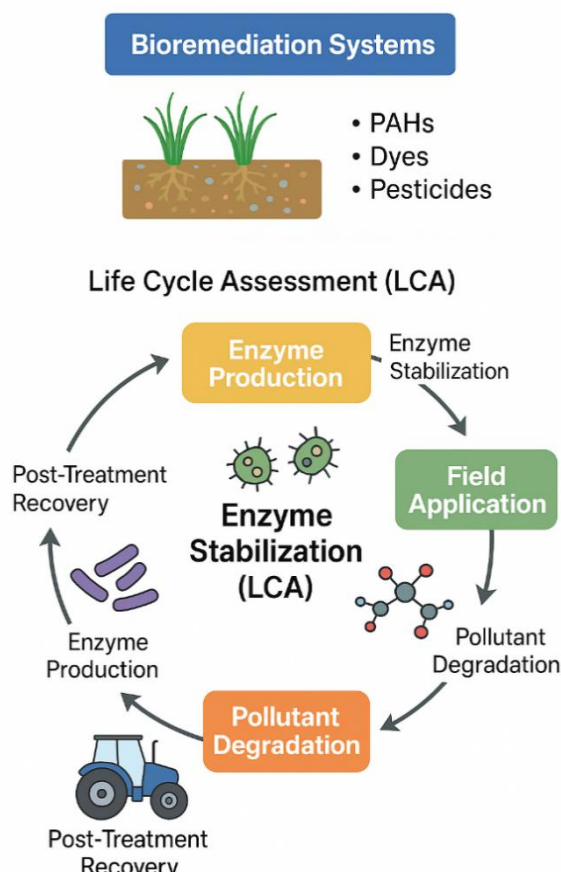 Bioremediation Systems
• PAHs
• Dyes
• Pesticides
Life Cycle Assessment (LCA)
Enzyme
Production
Enzyme
Stabilization
Field
Application
Post-Treatment
Recovery
Enzyme
Stabilization
(LCA)
Pollutant
Degradation
Enzyme
Production
Pollutant
Degradation
Post-Treatment
Recovery